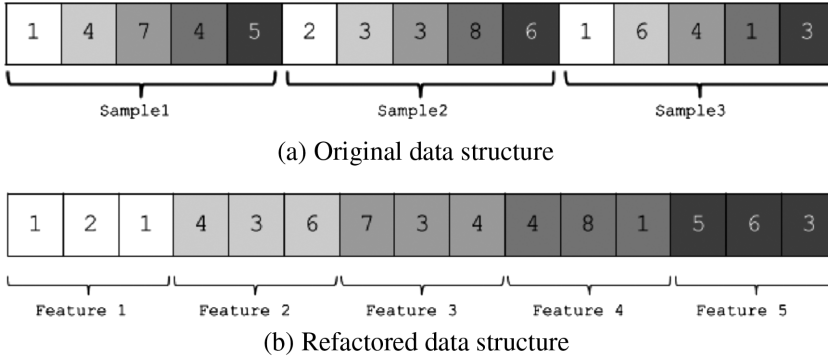 1 4 7 4 5 2 3 3 8 6 1 6 4 1 3
Sample1 Sample2 Sample3
(a) Original data structure
1 2 1 4 3 6 7 3 4 4 8 1 5 6 3
Feature 1 Feature 2 Feature 3 Feature 4 Feature 5
(b) Refactored data structure